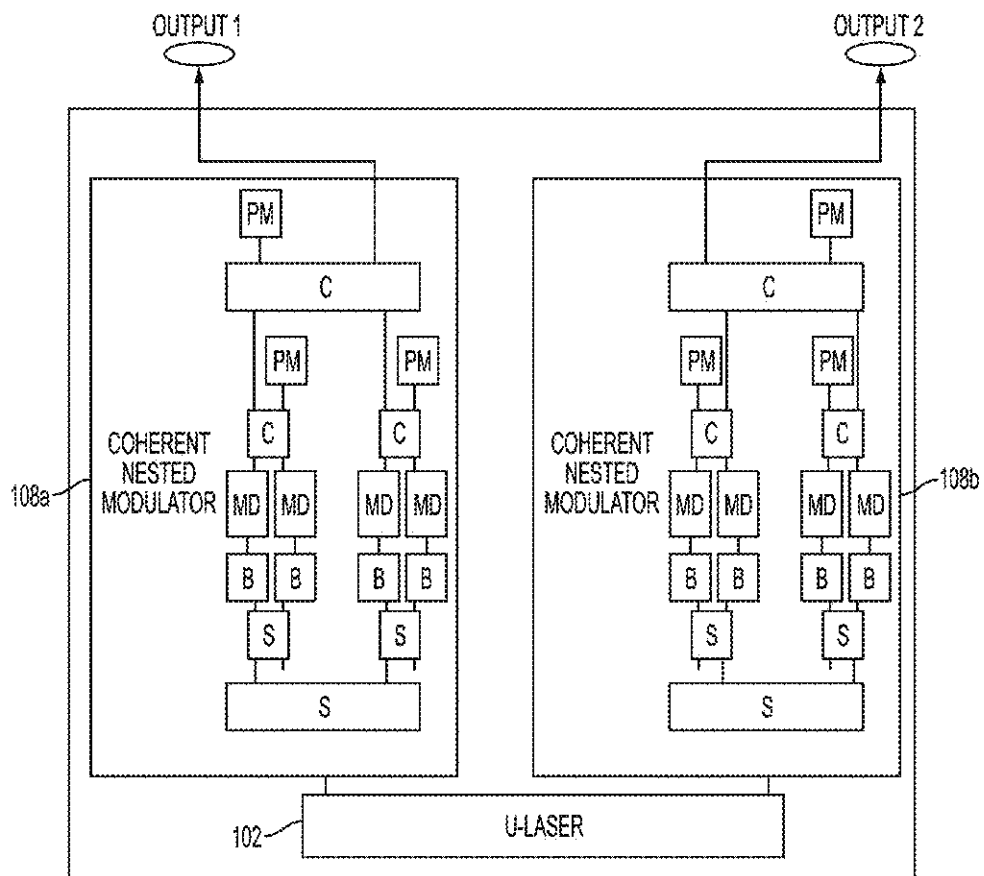 OUTPUT 1 OUTPUT 2
PM PM
C C
PM PM PM PM
C C C C
COHERENT NESTED MODULATOR COHERENT NESTED MODULATOR
108a 108b
MD MD MD MD MD MD MD MD
B B B B B B B B
S S S S
S S
102 U-LASER